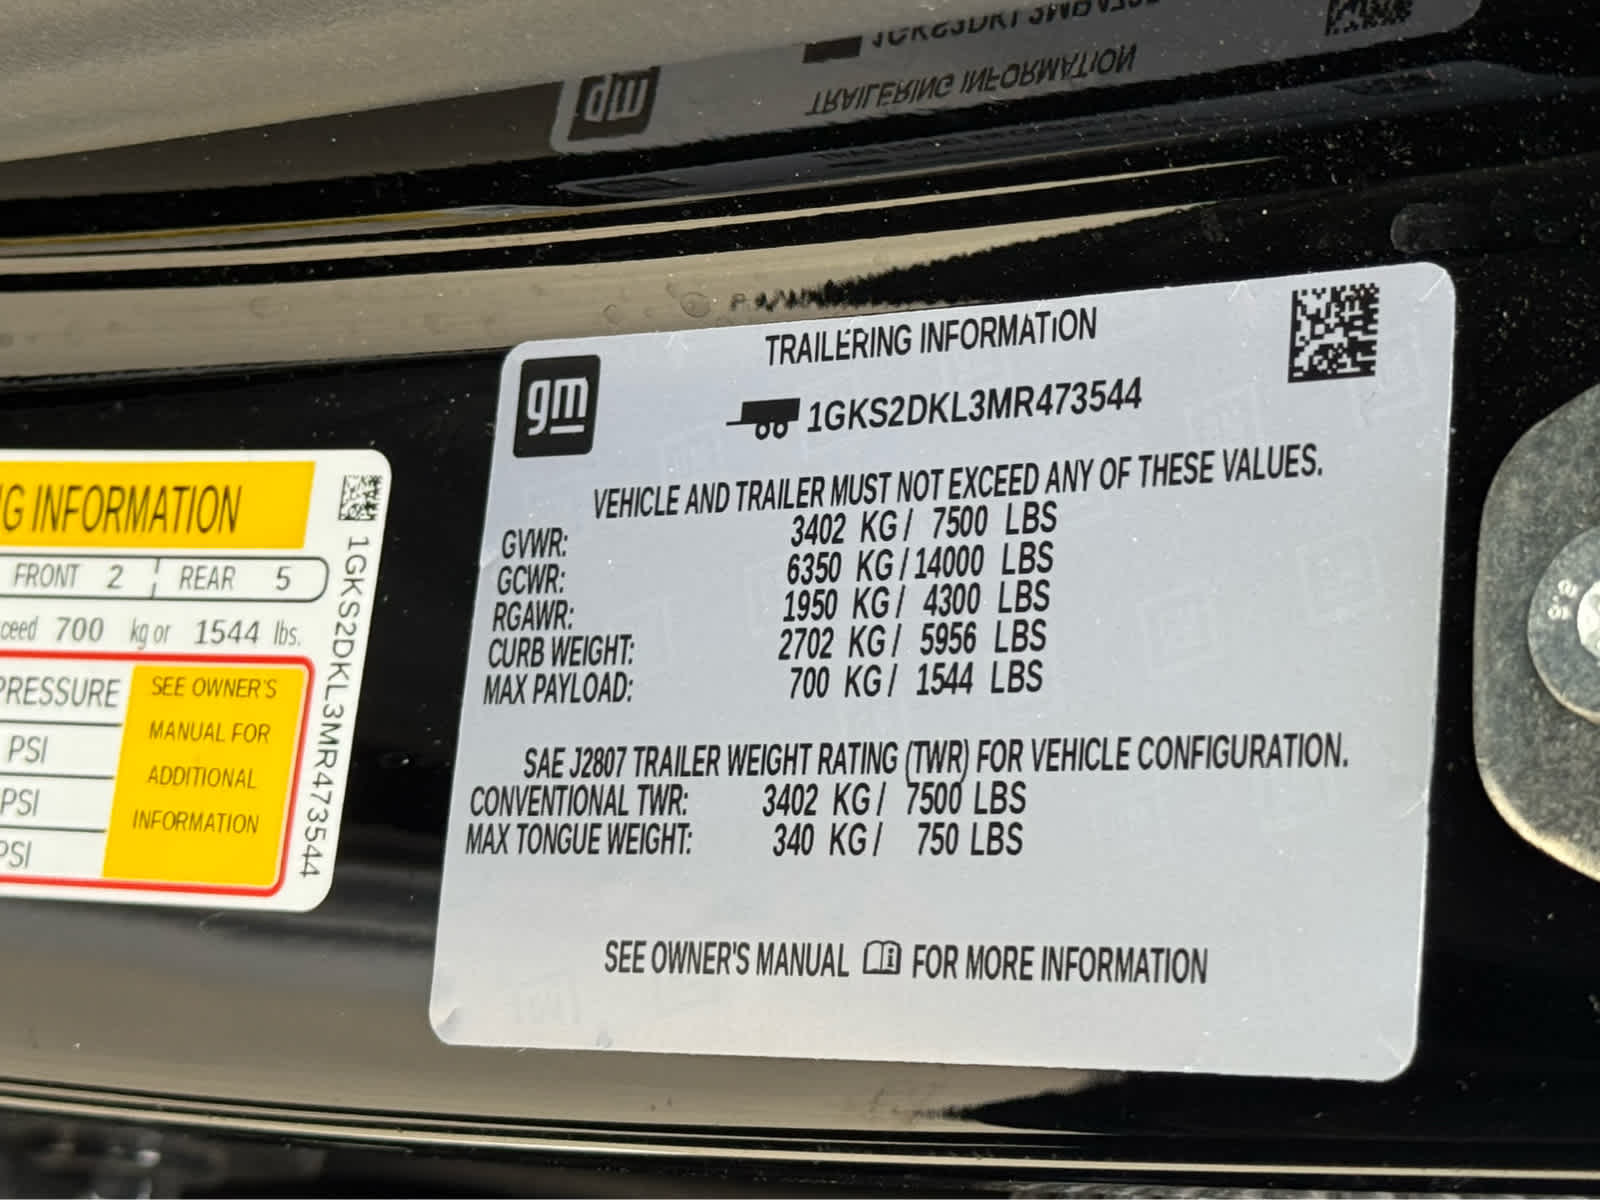 TRAILERING INFORMATION
gm
TRAILERING INFORMATION
1GKS2DKL3MR473544
VEHICLE AND TRAILER MUST NOT EXCEED ANY OF THESE VALUES.
GVWR: 3402 KG / 7500 LBS
GCWR: 6350 KG / 14000 LBS
RGAWR: 1950 KG / 4300 LBS
CURB WEIGHT: 2702 KG / 5956 LBS
MAX PAYLOAD: 700 KG / 1544 LBS
SAE J2807 TRAILER WEIGHT RATING (TWR) FOR VEHICLE CONFIGURATION.
CONVENTIONAL TWR: 3402 KG / 7500 LBS
MAX TONGUE WEIGHT: 340 KG / 750 LBS
SEE OWNER'S MANUAL FOR MORE INFORMATION
G INFORMATION
FRONT 2 REAR 5
ceed 700 kg or 1544 lbs.
PRESSURE
PSI
PSI
PSI
SEE OWNER'S
MANUAL FOR
ADDITIONAL
INFORMATION
1GKS2DKL3MR473544
8.8